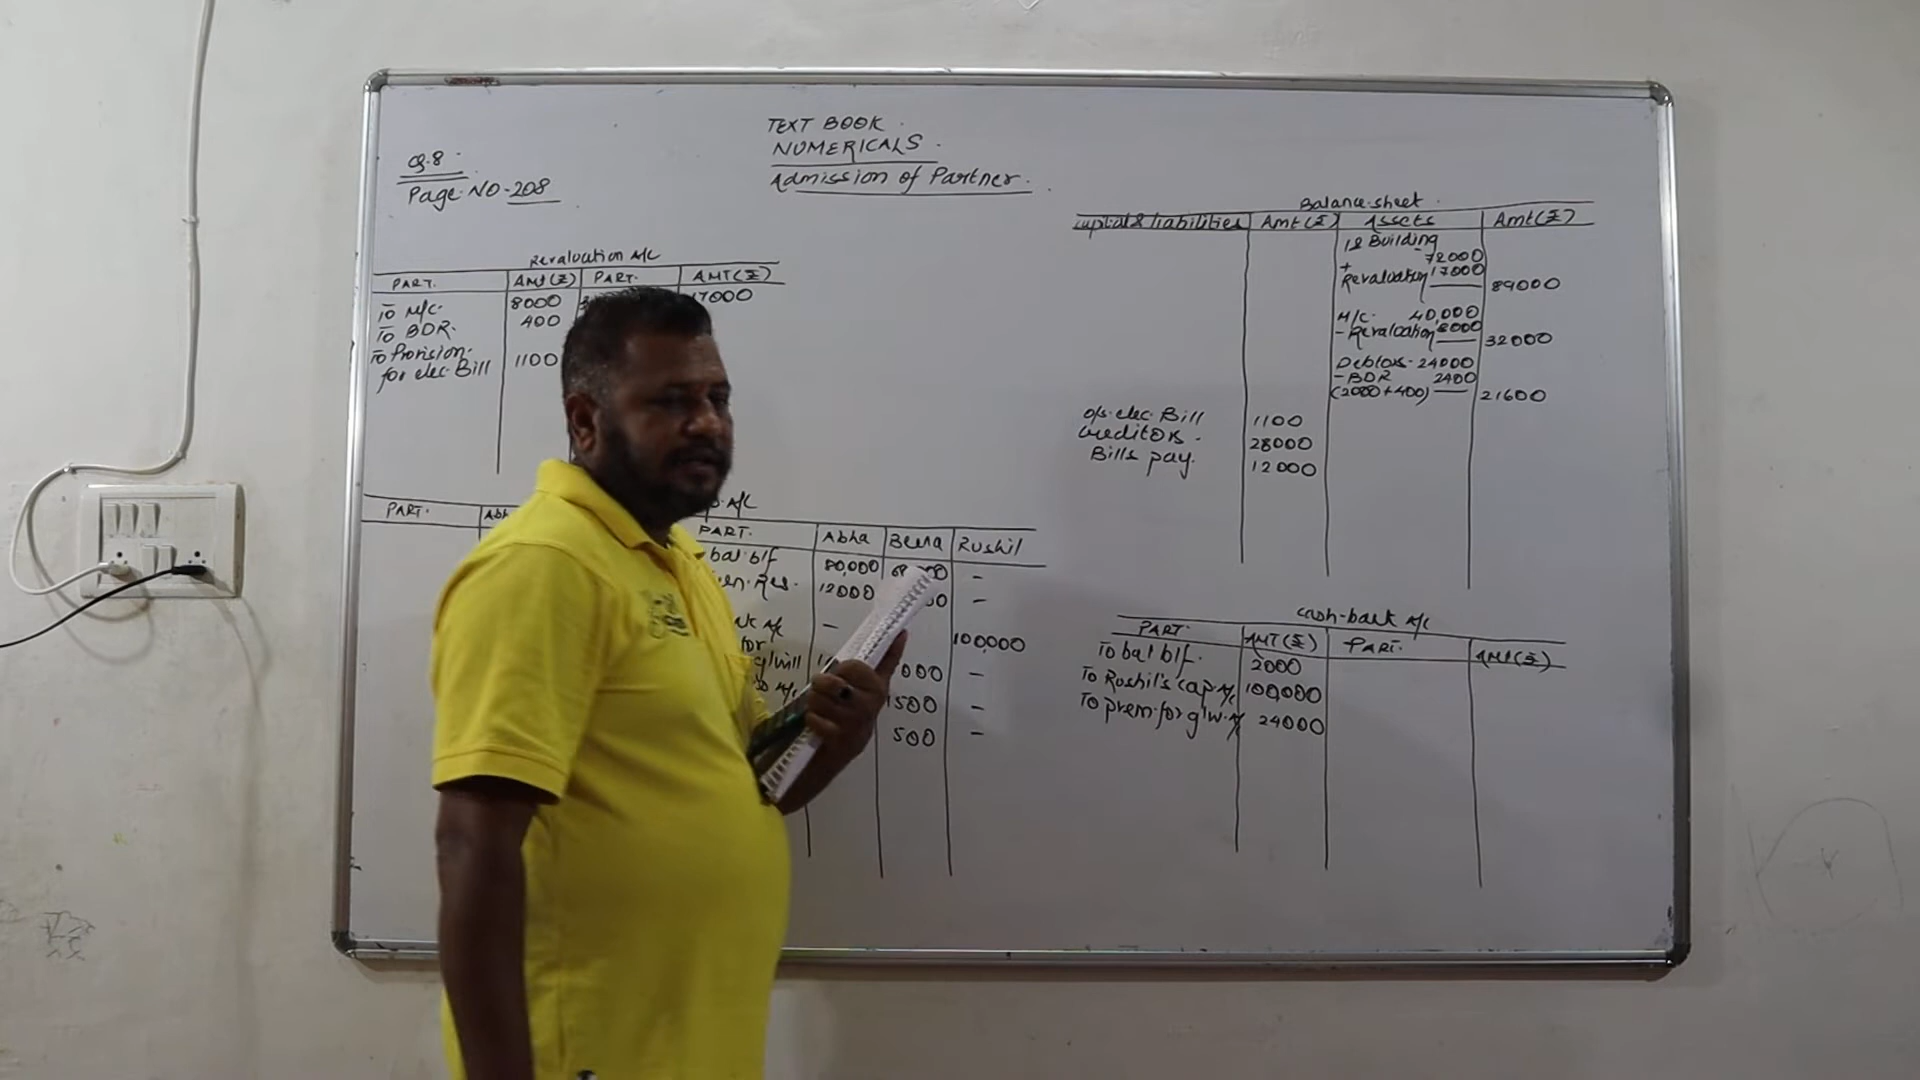 TEXT BOOK.
NUMERICALS.
Admission of Partner.
Q.8.
Page.NO-208
Revaluation A/c
PART. AMT(₹) PART. AMT(₹)
To M/c. 8000 17000
To BDR. 400
To Provision. for elec. Bill 1100
Balance sheet.
Capital & liabilities Amt(₹) Assets Amt(₹)
Building 72000
+ Revaluation 17000 89000
M/C. 40,000
- Revaluation 8000 32000
Debtors - 24000
- BDR 2400
(2000+400) 21600
o/s. elec. Bill 1100
Creditors. 28000
Bills pay. 12000
A/c
PART. PART. Abha Beena Rushil
bal b/f 80,000 -
Res. 12000 -
A/c - 100,000
000 -
1500 -
500 -
cash-bank A/c
PART. AMT(₹) PART. AMT(₹)
To bal b/f. 2000
To Rushil's cap A/c 100,000
To prem. for g/w. A/c 24000